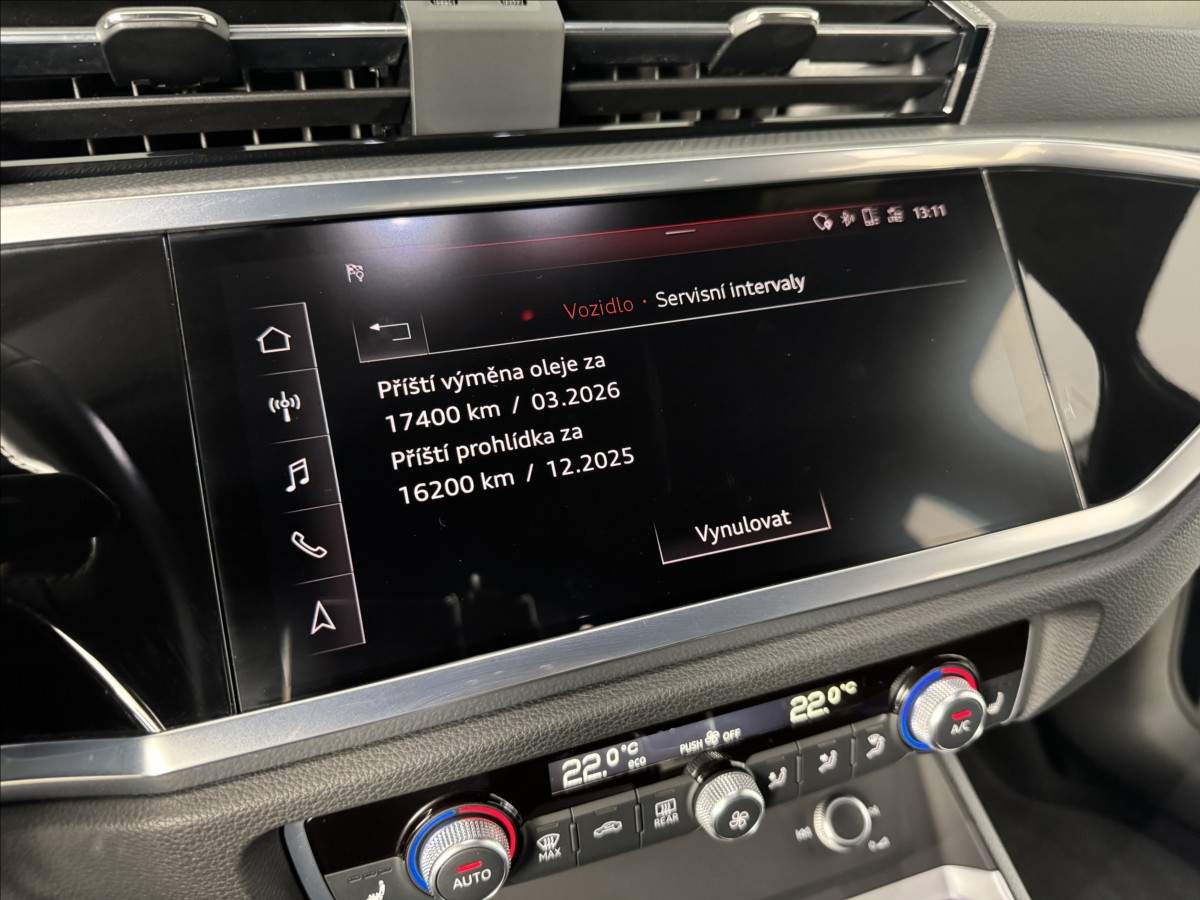 13:11
Vozidlo · Servisní intervaly
Příští výměna oleje za
17400 km / 03.2026
Příští prohlídka za
16200 km / 12.2025
Vynulovat
22.0°C
22.0°C eco
PUSH OFF
A/C
REAR
MAX
AUTO